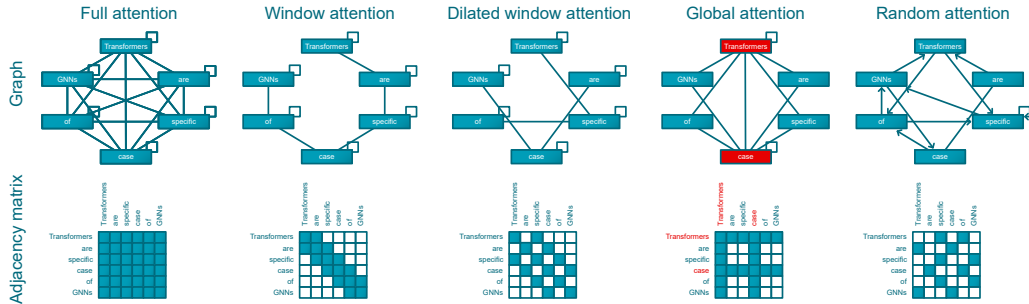 Full attention
Window attention
Dilated window attention
Global attention
Random attention
Graph
Transformers
GNNs
are
of
specific
case
Transformers
GNNs
are
of
specific
case
Transformers
GNNs
are
of
specific
case
Transformers
GNNs
are
of
specific
case
Transformers
GNNs
are
of
specific
case
Adjacency matrix
Transformers
are
specific
case
of
GNNs
Transformers
are
specific
case
of
GNNs
Transformers
are
specific
case
of
GNNs
Transformers
are
specific
case
of
GNNs
Transformers
are
specific
case
of
GNNs
Transformers
are
specific
case
of
GNNs
Transformers
are
specific
case
of
GNNs
Transformers
are
specific
case
of
GNNs
Transformers
are
specific
case
of
GNNs
Transformers
are
specific
case
of
GNNs